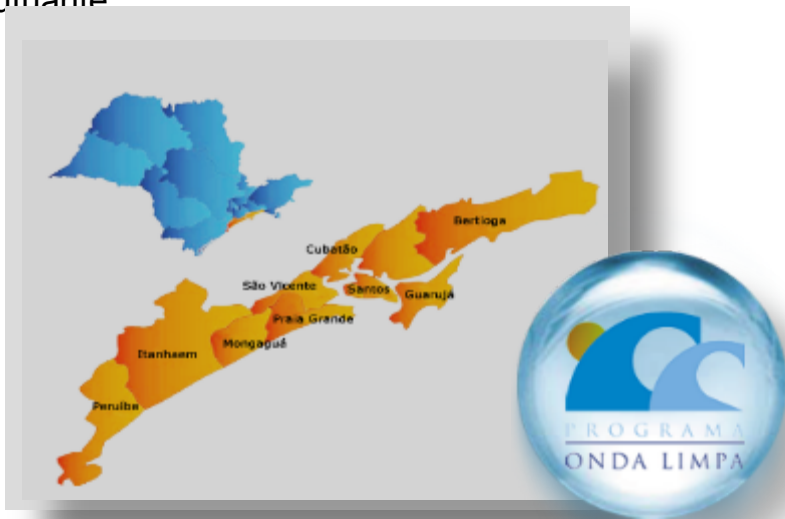 Bertioga
Cubatão
São Vicente
Santos
Guarujá
Praia Grande
Mongaguá
Itanhaem
Peruíbe
PROGRAMA
ONDA LIMPA